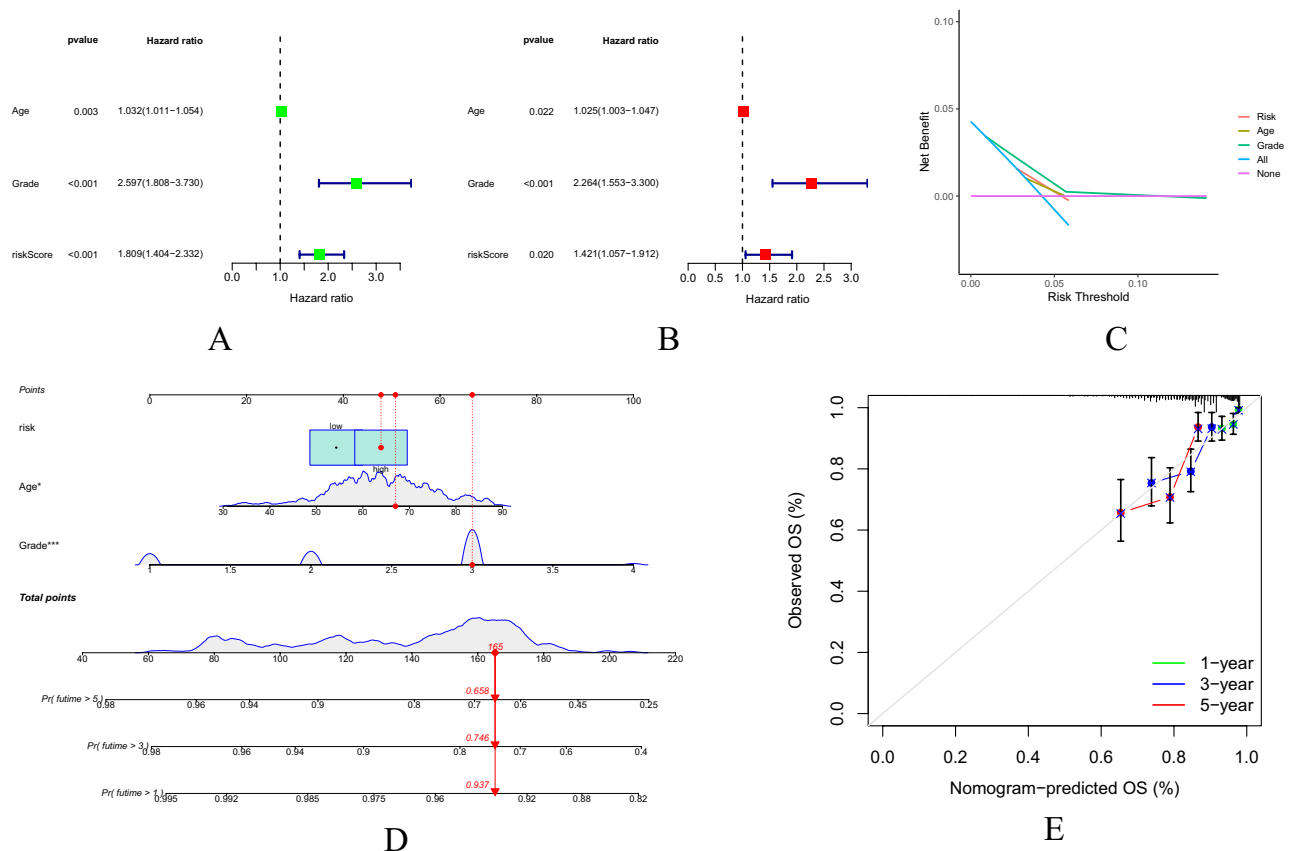 pvalue Hazard ratio
Age 0.003 1.032(1.011−1.054)
Grade <0.001 2.597(1.808−3.730)
riskScore <0.001 1.809(1.404−2.332)
0.0 1.0 2.0 3.0
Hazard ratio
A
pvalue Hazard ratio
Age 0.022 1.025(1.003−1.047)
Grade <0.001 2.264(1.553−3.300)
riskScore 0.020 1.421(1.057−1.912)
0.0 0.5 1.0 1.5 2.0 2.5 3.0
Hazard ratio
B
0.10
0.05
0.00
Net Benefit
0.00 0.05 0.10
Risk Threshold
Risk
Age
Grade
All
None
C
Points
0 20 40 60 80 100
risk
low
high
Age*
30 40 50 60 70 80 90
Grade***
1 1.5 2 2.5 3 3.5 4
Total points
165
40 60 80 100 120 140 160 180 200 220
0.658
Pr( futime > 5 )
0.98 0.96 0.94 0.9 0.8 0.7 0.6 0.45 0.25
0.746
Pr( futime > 3 )
0.98 0.96 0.94 0.9 0.8 0.7 0.6 0.4
0.937
Pr( futime > 1 )
0.995 0.992 0.985 0.975 0.96 0.92 0.88 0.82
D
1.0
0.8
0.6
0.4
0.2
0.0
Observed OS (%)
1−year
3−year
5−year
0.0 0.2 0.4 0.6 0.8 1.0
Nomogram−predicted OS (%)
E